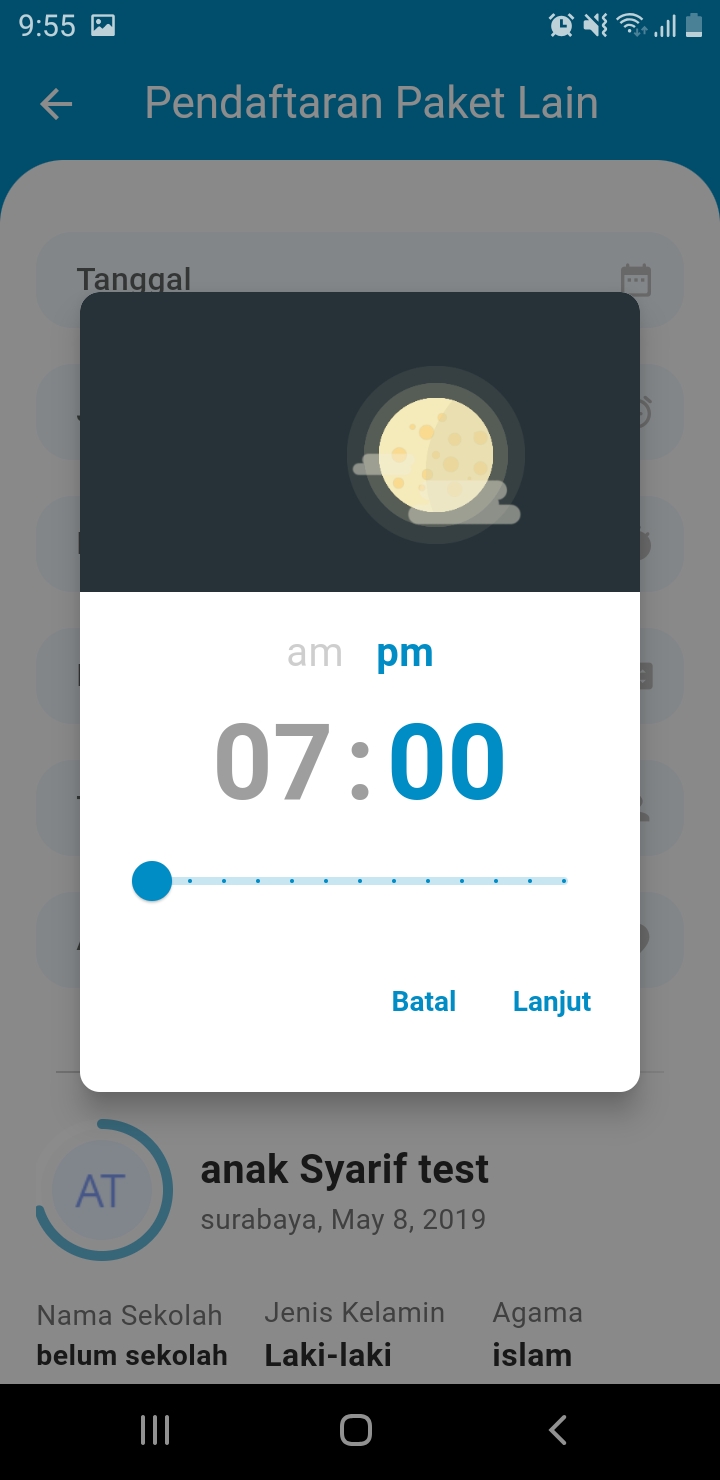 9:55
Pendaftaran Paket Lain
Tanggal
am pm
07:00
Batal Lanjut
AT
anak Syarif test
surabaya, May 8, 2019
Nama Sekolah Jenis Kelamin Agama
belum sekolah Laki-laki islam